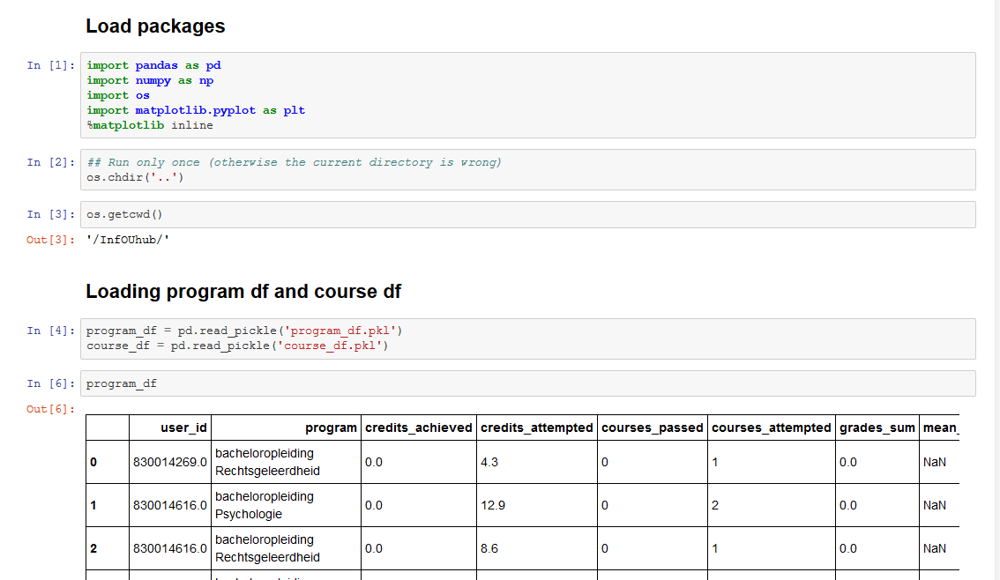 Load packages
In [1]: import pandas as pd
import numpy as np
import os
import matplotlib.pyplot as plt
%matplotlib inline
In [2]: ## Run only once (otherwise the current directory is wrong)
os.chdir('..')
In [3]: os.getcwd()
Out[3]: '/InfOUhub/'
Loading program df and course df
In [4]: program_df = pd.read_pickle('program_df.pkl')
course_df = pd.read_pickle('course_df.pkl')
In [6]: program_df
Out[6]:
user_id program credits_achieved credits_attempted courses_passed courses_attempted grades_sum mean_
0 830014269.0 bacheloropleiding Rechtsgeleerdheid 0.0 4.3 0 1 0.0 NaN
1 830014616.0 bacheloropleiding Psychologie 0.0 12.9 0 2 0.0 NaN
2 830014616.0 bacheloropleiding Rechtsgeleerdheid 0.0 8.6 0 1 0.0 NaN